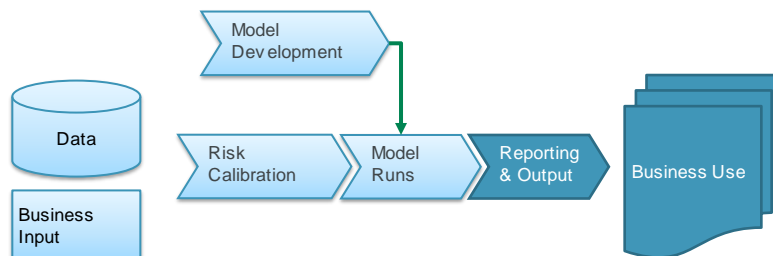 Model
Development
Data
Risk
Calibration
Model
Runs
Reporting
& Output
Business Use
Business
Input